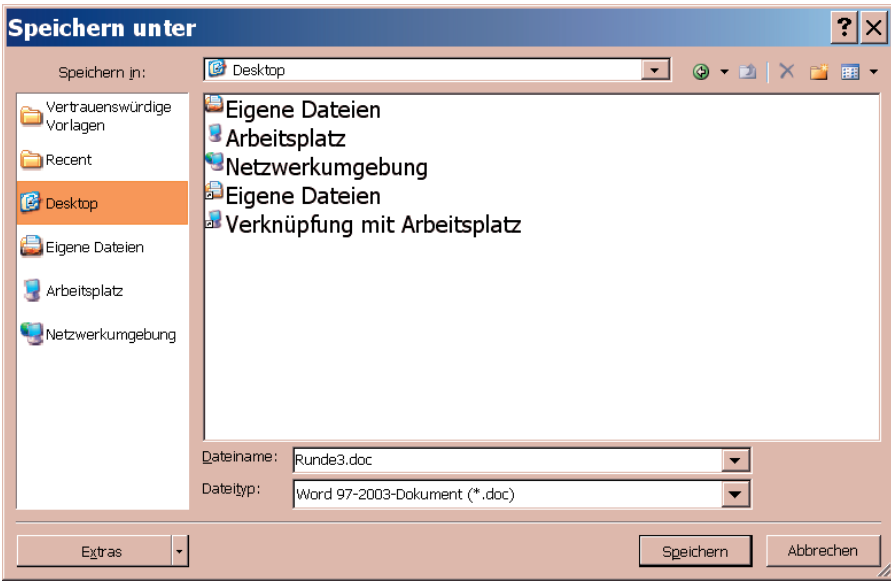 Speichern unter
Speichern in:
Desktop
Vertrauenswürdige
Vorlagen
Recent
Desktop
Eigene Dateien
Arbeitsplatz
Netzwerkumgebung
Eigene Dateien
Arbeitsplatz
Netzwerkumgebung
Eigene Dateien
Verknüpfung mit Arbeitsplatz
Dateiname:
Runde3.doc
Dateityp:
Word 97-2003-Dokument (*.doc)
Extras
Speichern
Abbrechen